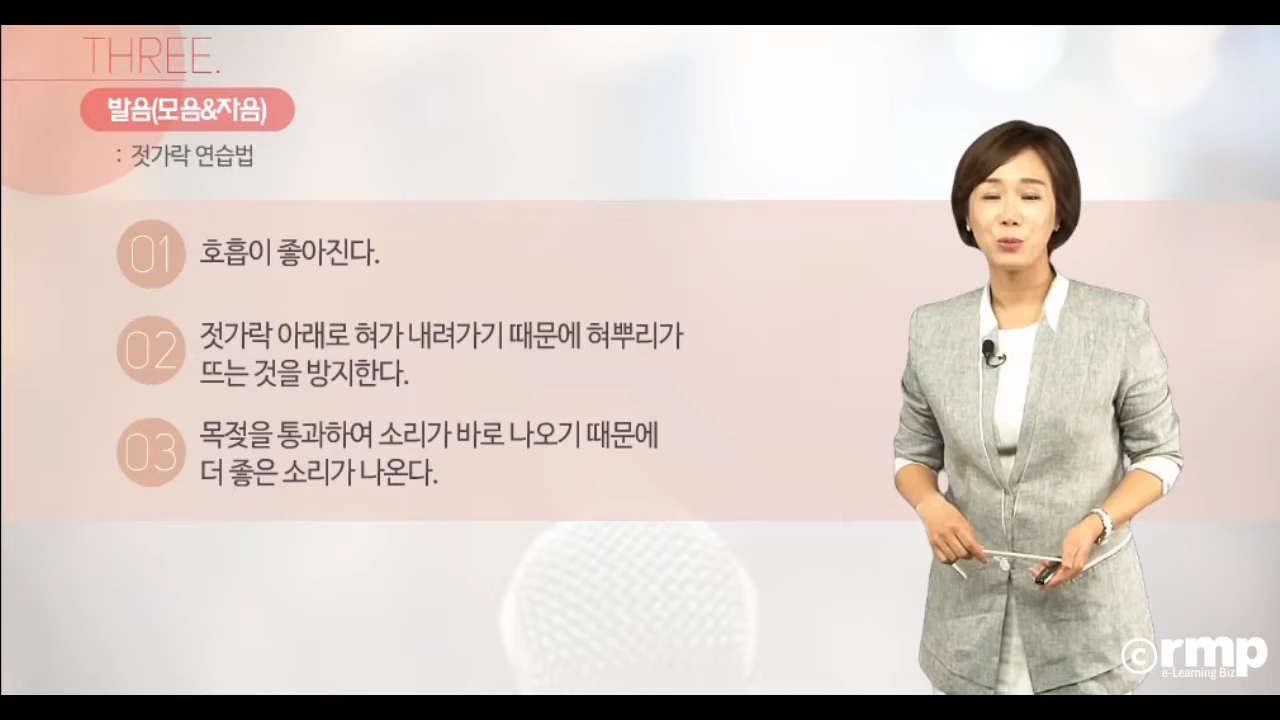 THREE.
발음(모음&자음)
: 젓가락 연습법
01 호흡이 좋아진다.
02 젓가락 아래로 혀가 내려가기 때문에 혀뿌리가
뜨는 것을 방지한다.
03 목젖을 통과하여 소리가 바로 나오기 때문에
더 좋은 소리가 나온다.
©rmp
e-Learning Biz